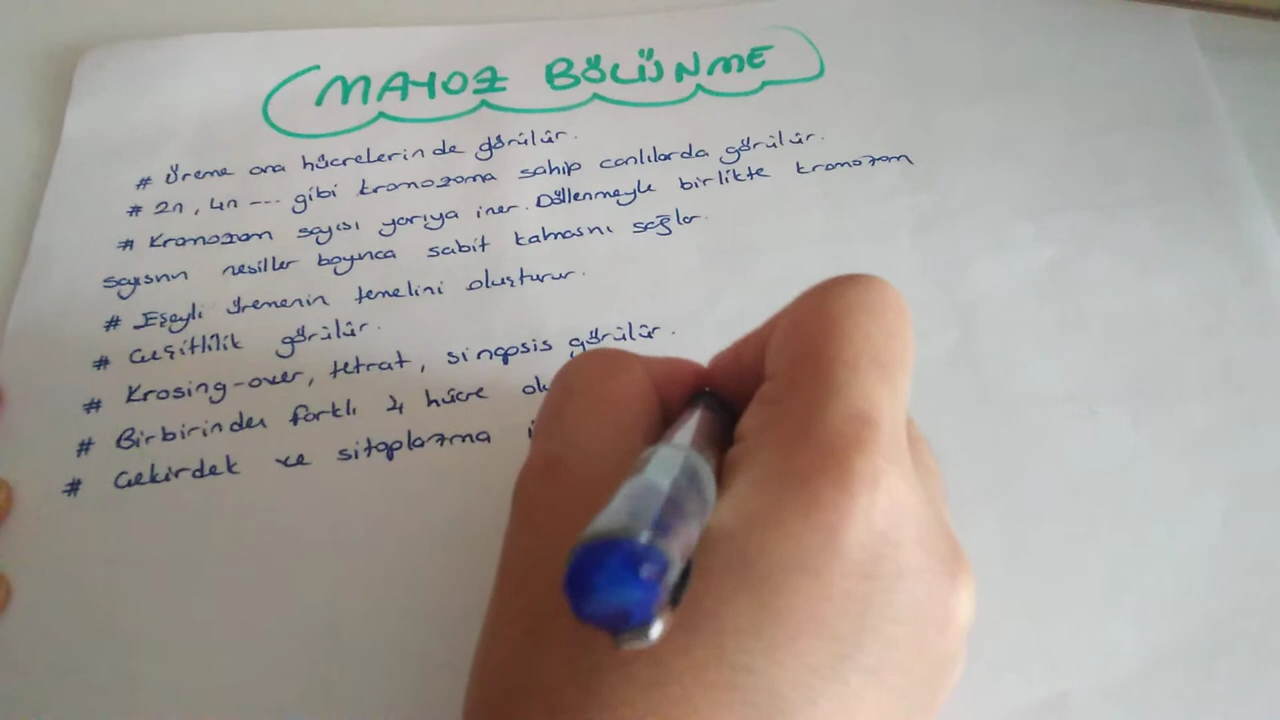 MAYOZ BÖLÜNME
# Üreme ana hücrelerinde görülür.
# 2n, 4n --- gibi kromozoma sahip canlılarda görülür.
# Kromozom sayısı yarıya iner. Döllenmeyle birlikte kromozom
sayısnın nesiller boyunca sabit kalmasını sağlar.
# Eşeyli üremenin temelini oluşturur.
# Çeşitlilik görülür.
# Krosing-over, tetrat, sinapsis görülür.
# Birbirinden farklı 4 hücre
# Çekirdek ve sitoplazma